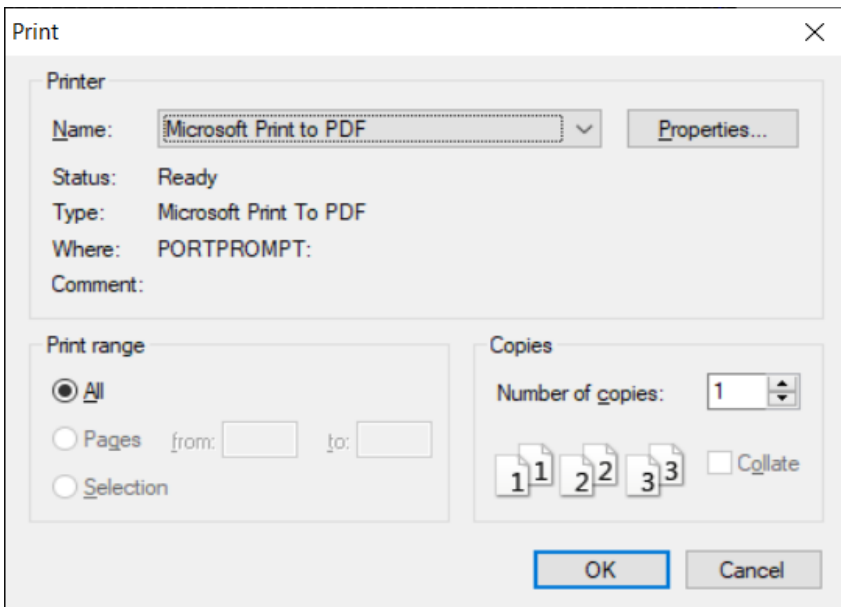 Print
Printer
Name: Microsoft Print to PDF Properties...
Status: Ready
Type: Microsoft Print To PDF
Where: PORTPROMPT:
Comment:
Print range
All
Pages from: to:
Selection
Copies
Number of copies: 1
1 1 2 2 3 3 Collate
OK Cancel